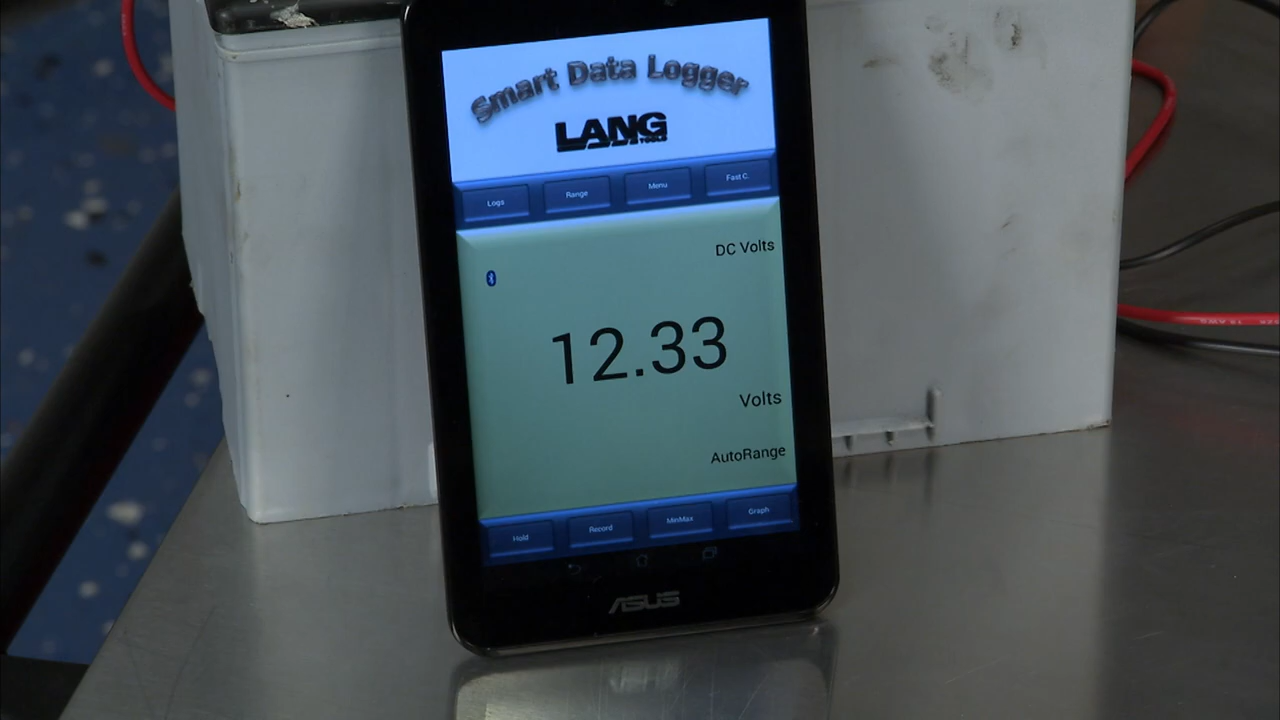 Smart Data Logger
LANG
TOOLS
Logs Range Menu Fast C.
DC Volts
12.33
Volts
AutoRange
Hold Record MinMax Graph
ASUS